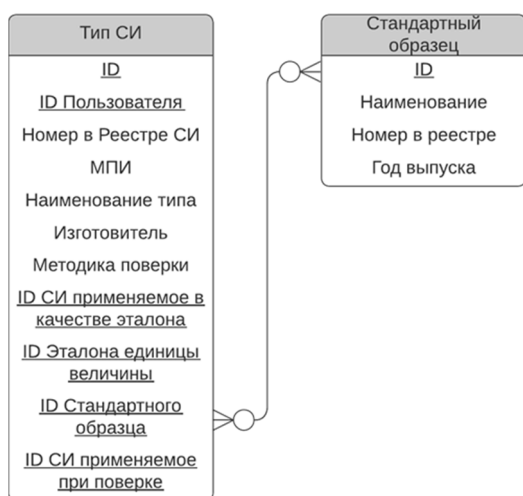 Тип СИ
ID
ID Пользователя
Номер в Реестре СИ
МПИ
Наименование типа
Изготовитель
Методика поверки
ID СИ применяемое в
качестве эталона
ID Эталона единицы
величины
ID Стандартного
образца
ID СИ применяемое
при поверке
Стандартный
образец
ID
Наименование
Номер в реестре
Год выпуска